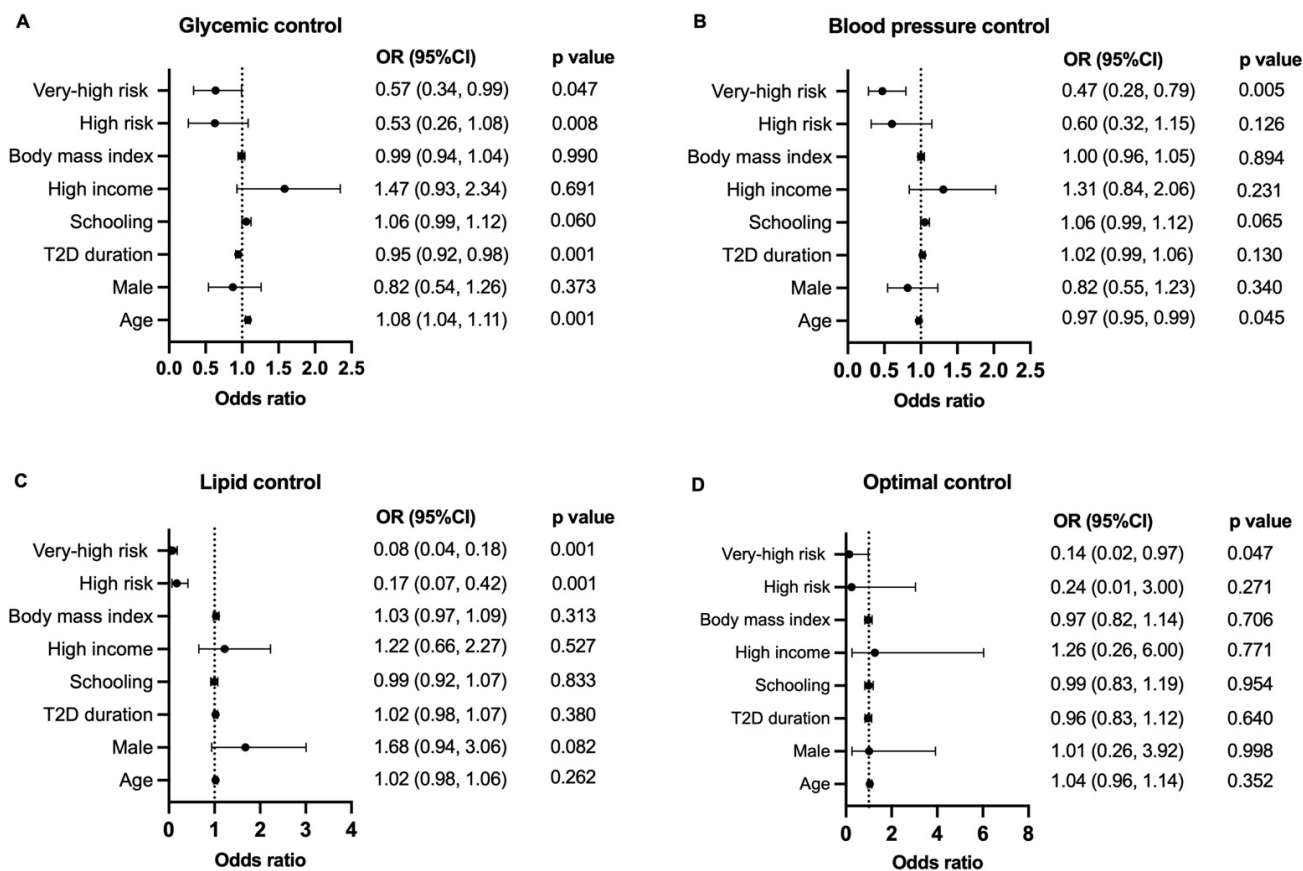 A
Glycemic control
OR (95%CI) p value
Very-high risk 0.57 (0.34, 0.99) 0.047
High risk 0.53 (0.26, 1.08) 0.008
Body mass index 0.99 (0.94, 1.04) 0.990
High income 1.47 (0.93, 2.34) 0.691
Schooling 1.06 (0.99, 1.12) 0.060
T2D duration 0.95 (0.92, 0.98) 0.001
Male 0.82 (0.54, 1.26) 0.373
Age 1.08 (1.04, 1.11) 0.001
0.0 0.5 1.0 1.5 2.0 2.5
Odds ratio
B
Blood pressure control
OR (95%CI) p value
Very-high risk 0.47 (0.28, 0.79) 0.005
High risk 0.60 (0.32, 1.15) 0.126
Body mass index 1.00 (0.96, 1.05) 0.894
High income 1.31 (0.84, 2.06) 0.231
Schooling 1.06 (0.99, 1.12) 0.065
T2D duration 1.02 (0.99, 1.06) 0.130
Male 0.82 (0.55, 1.23) 0.340
Age 0.97 (0.95, 0.99) 0.045
0.0 0.5 1.0 1.5 2.0 2.5
Odds ratio
C
Lipid control
OR (95%CI) p value
Very-high risk 0.08 (0.04, 0.18) 0.001
High risk 0.17 (0.07, 0.42) 0.001
Body mass index 1.03 (0.97, 1.09) 0.313
High income 1.22 (0.66, 2.27) 0.527
Schooling 0.99 (0.92, 1.07) 0.833
T2D duration 1.02 (0.98, 1.07) 0.380
Male 1.68 (0.94, 3.06) 0.082
Age 1.02 (0.98, 1.06) 0.262
0 1 2 3 4
Odds ratio
D
Optimal control
OR (95%CI) p value
Very-high risk 0.14 (0.02, 0.97) 0.047
High risk 0.24 (0.01, 3.00) 0.271
Body mass index 0.97 (0.82, 1.14) 0.706
High income 1.26 (0.26, 6.00) 0.771
Schooling 0.99 (0.83, 1.19) 0.954
T2D duration 0.96 (0.83, 1.12) 0.640
Male 1.01 (0.26, 3.92) 0.998
Age 1.04 (0.96, 1.14) 0.352
0 2 4 6 8
Odds ratio